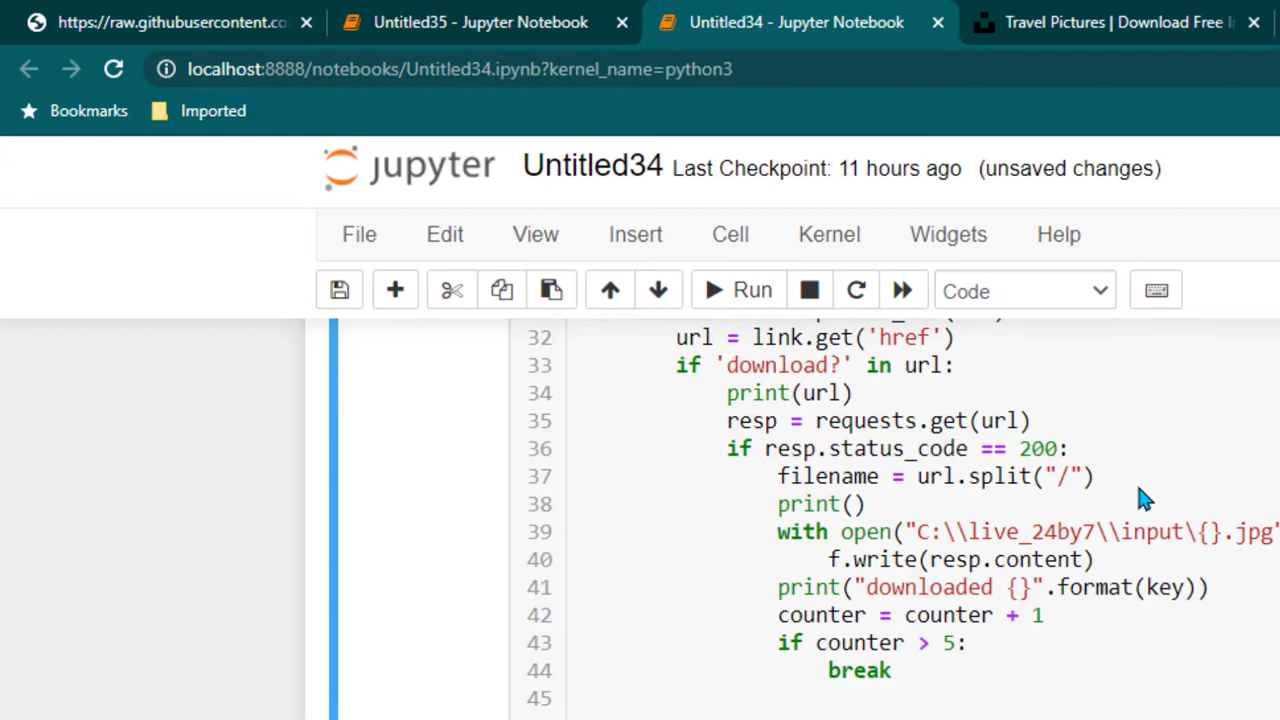 https://raw.githubusercontent.co
Untitled35 - Jupyter Notebook
Untitled34 - Jupyter Notebook
Travel Pictures | Download Free I
localhost:8888/notebooks/Untitled34.ipynb?kernel_name=python3
Bookmarks
Imported
jupyter Untitled34 Last Checkpoint: 11 hours ago (unsaved changes)
File Edit View Insert Cell Kernel Widgets Help
Run Code
32 url = link.get('href')
33 if 'download?' in url:
34 print(url)
35 resp = requests.get(url)
36 if resp.status_code == 200:
37 filename = url.split("/")
38 print()
39 with open("C:\\live_24by7\\input\{}.jpg"
40 f.write(resp.content)
41 print("downloaded {}".format(key))
42 counter = counter + 1
43 if counter > 5:
44 break
45